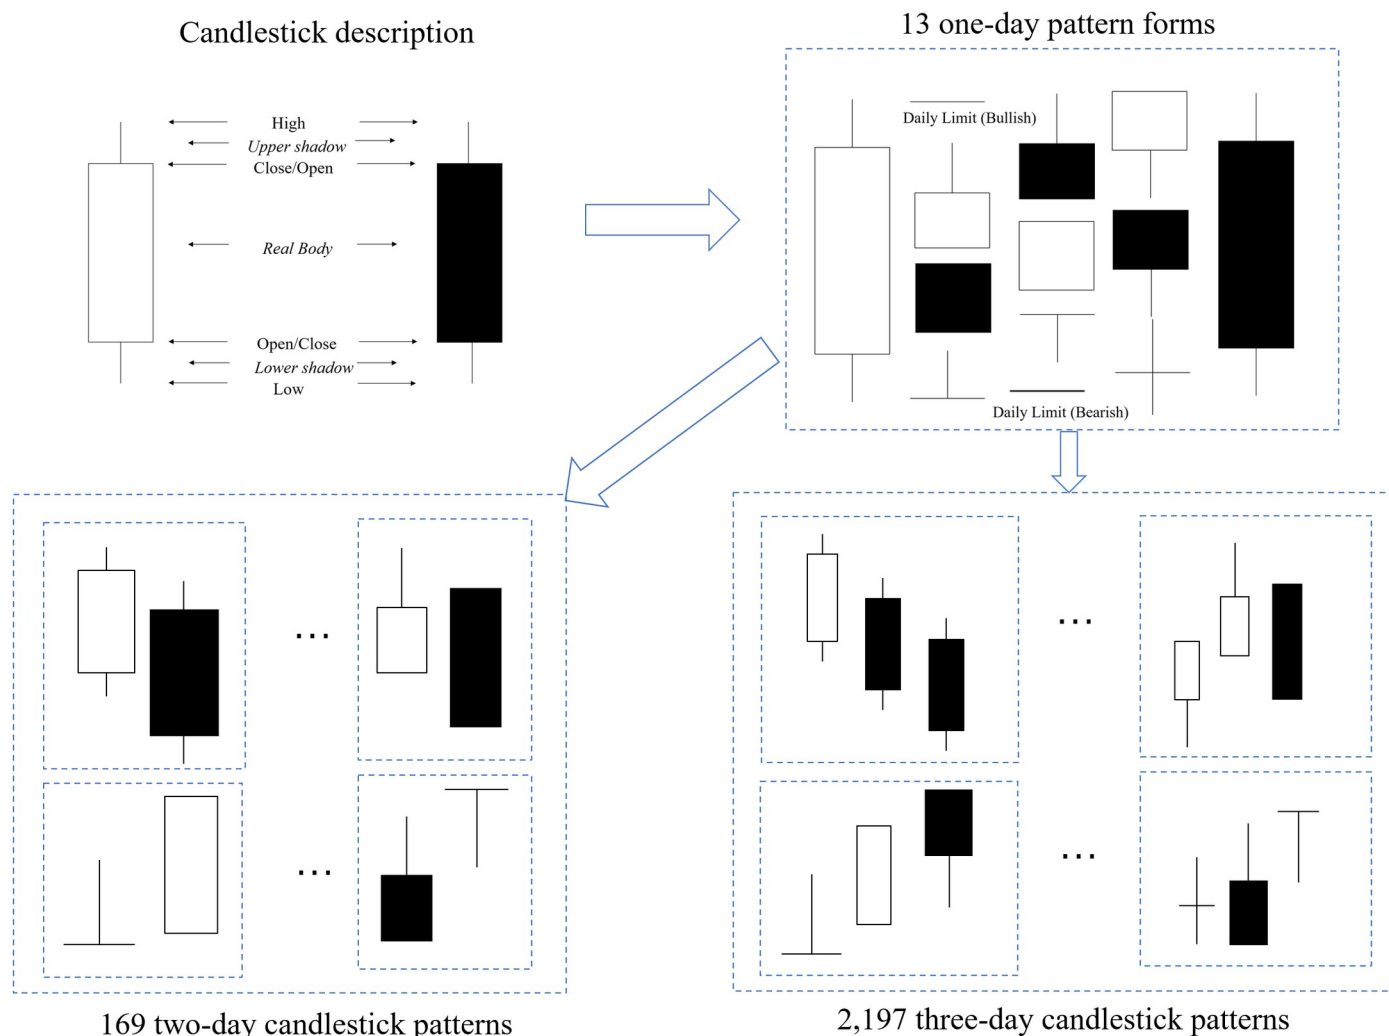 Candlestick description
13 one-day pattern forms
High
Upper shadow
Close/Open
Real Body
Open/Close
Lower shadow
Low
Daily Limit (Bullish)
Daily Limit (Bearish)
...
...
...
...
169 two-day candlestick patterns
2,197 three-day candlestick patterns